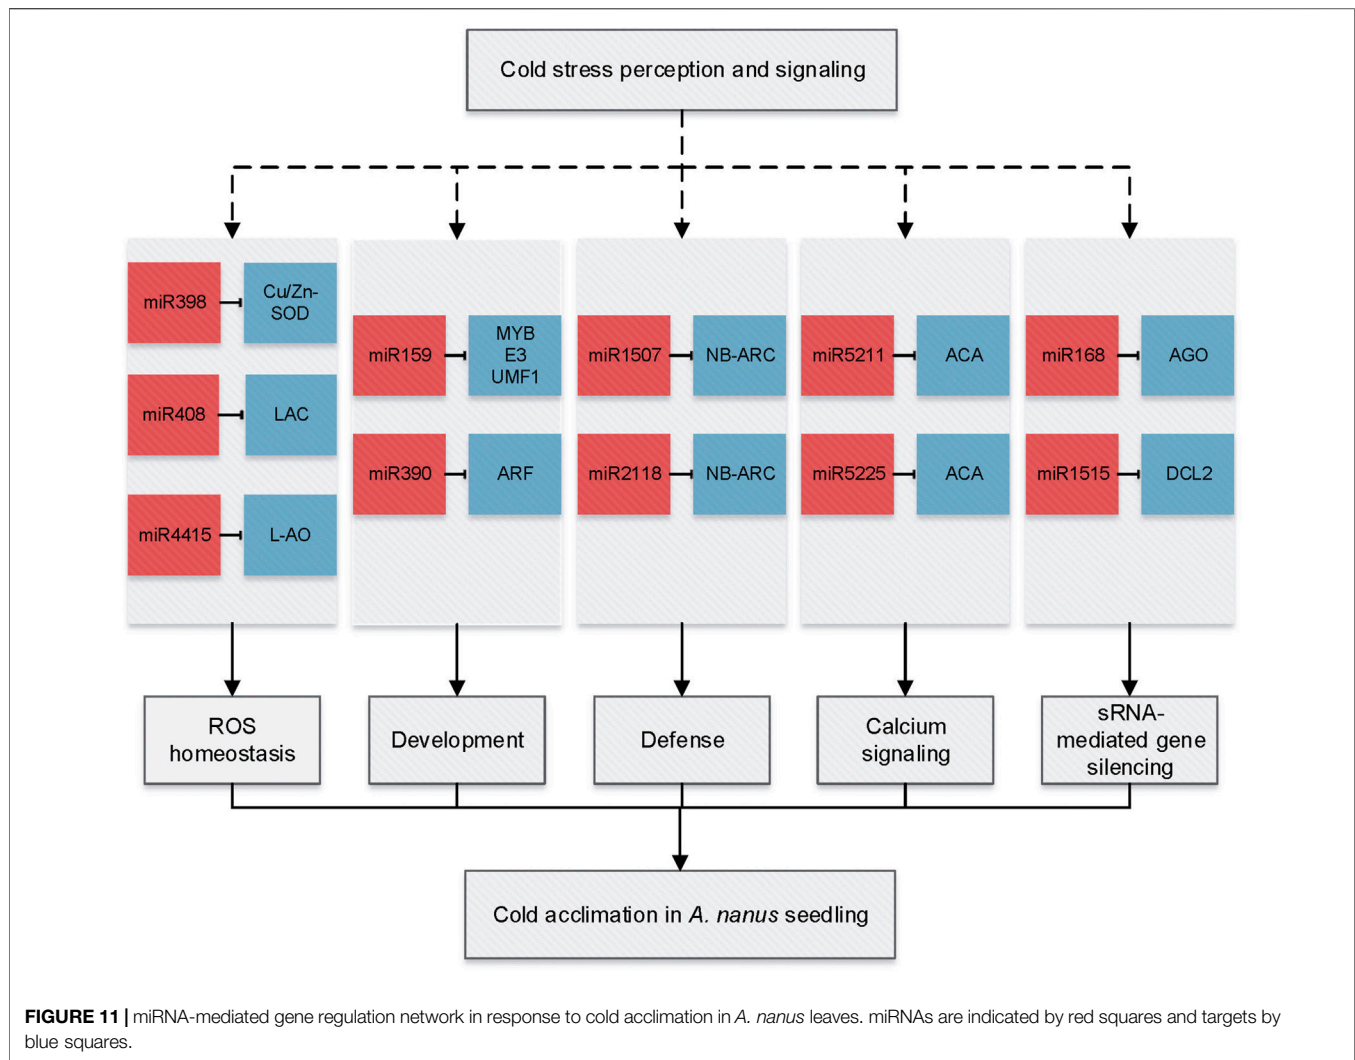 Cold stress perception and signaling
miR398
Cu/Zn-
SOD
miR408
LAC
miR4415
L-AO
miR159
MYB
E3
UMF1
miR390
ARF
miR1507
NB-ARC
miR2118
NB-ARC
miR5211
ACA
miR5225
ACA
miR168
AGO
miR1515
DCL2
ROS
homeostasis
Development
Defense
Calcium
signaling
sRNA-
mediated gene
silencing
Cold acclimation in A. nanus seedling
FIGURE 11 | miRNA-mediated gene regulation network in response to cold acclimation in A. nanus leaves. miRNAs are indicated by red squares and targets by
blue squares.